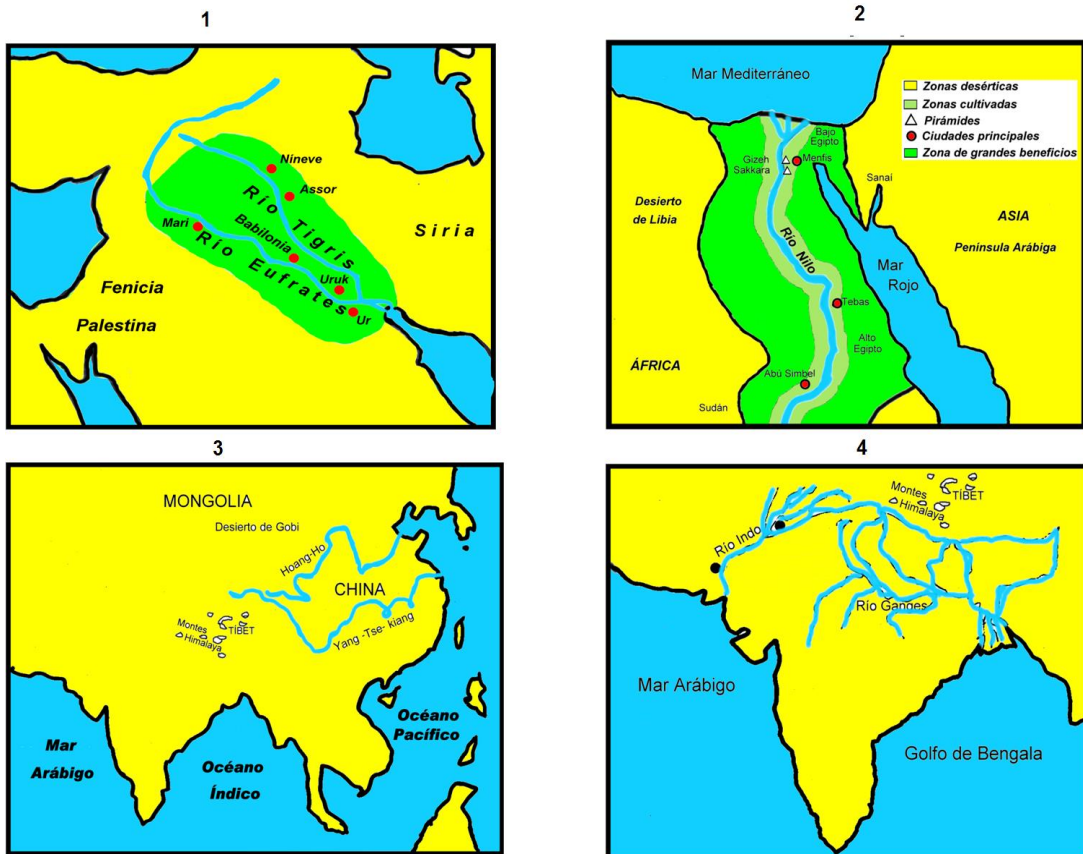 1
Níneve
Assor
Río Tigris
Babilonia
Mari
Río Eufrates
Uruk
Ur
Siria
Fenicia
Palestina
2
Mar Mediterráneo
Zonas desérticas
Zonas cultivadas
Pirámides
Ciudades principales
Zona de grandes beneficios
Bajo
Egipto
Gizeh
Sakkara
Menfis
Sanaí
Desierto
de Libia
ASIA
Península Arábiga
Río Nilo
Mar
Rojo
Tebas
Alto
Egipto
ÁFRICA
Abú Simbel
Sudán
3
MONGOLIA
Desierto de Gobi
Hoang-Ho
CHINA
Montes
Himalaya
TÍBET
Yang -Tse- kiang
Mar
Arábigo
Océano
Índico
Océano
Pacífico
4
Montes
Himalaya
TÍBET
Río Indo
Río Ganges
Mar Arábigo
Golfo de Bengala